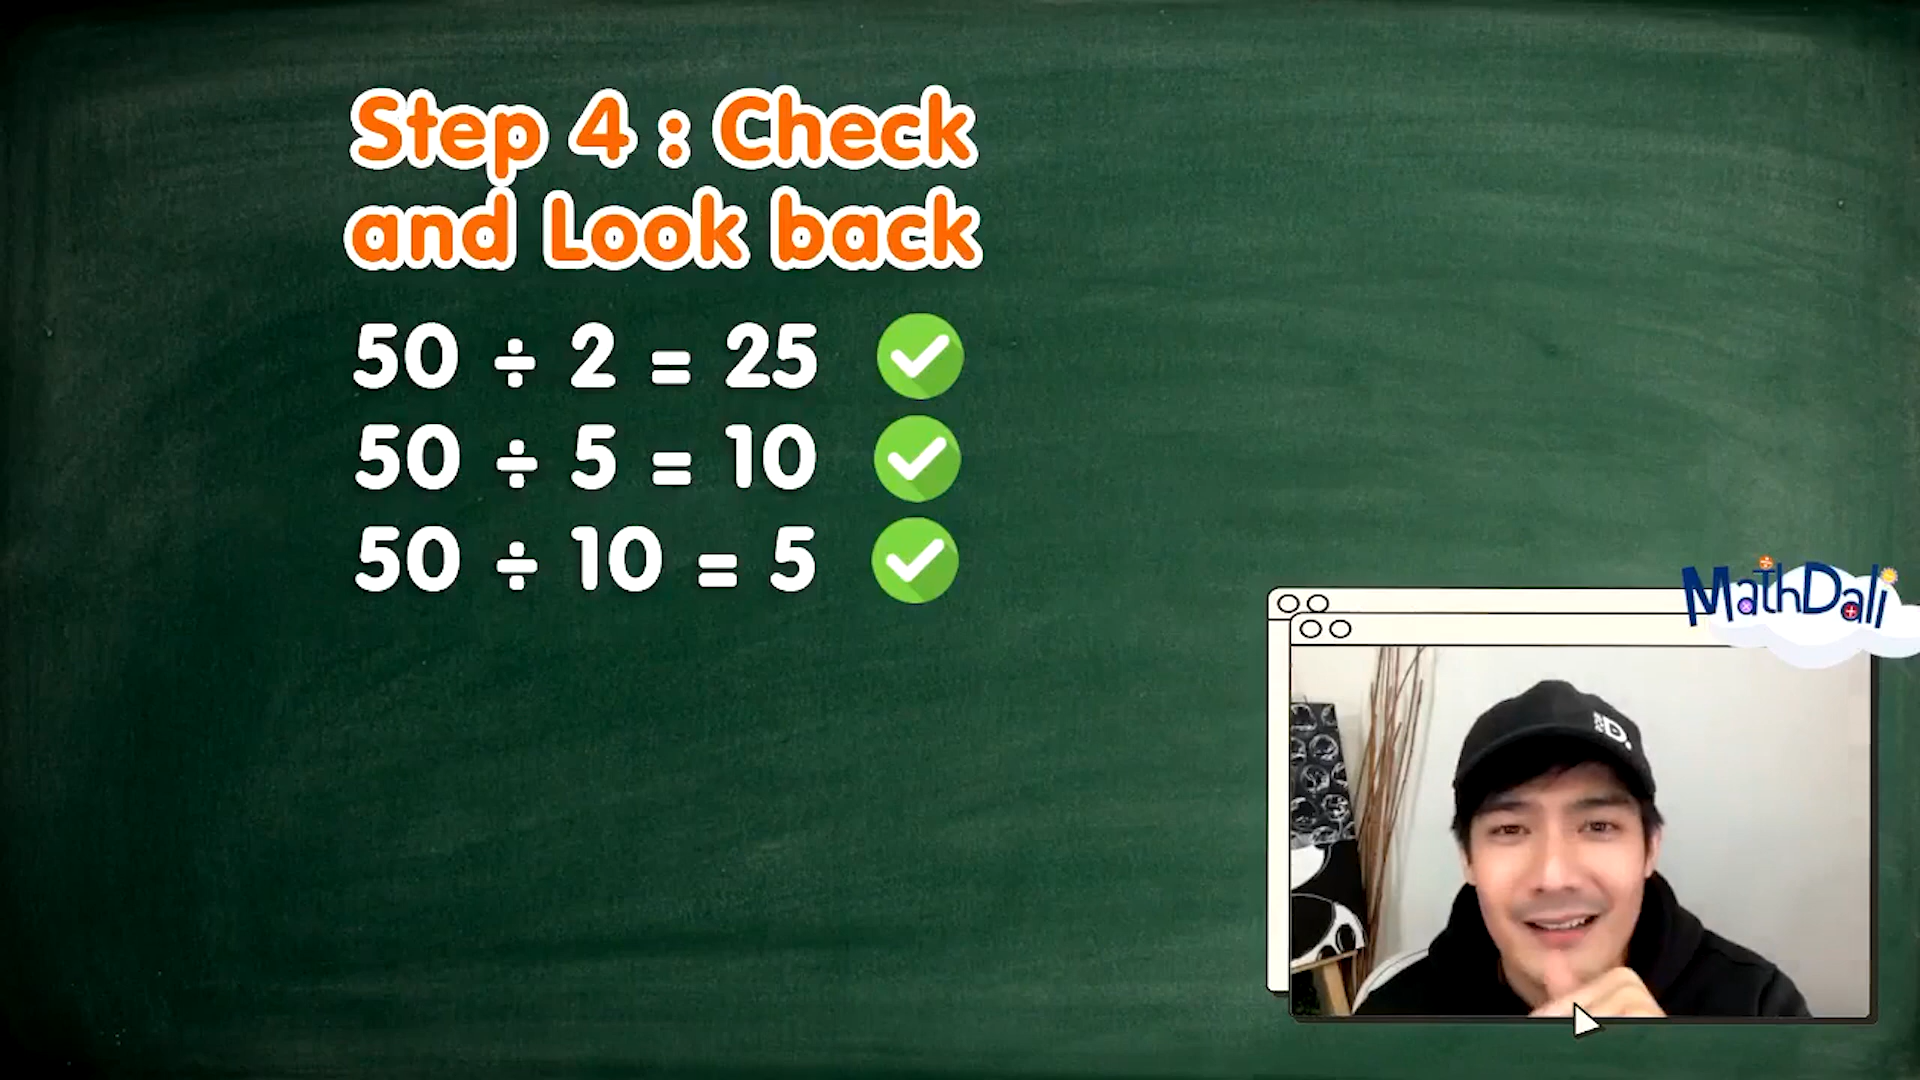 Step 4 : Check
and Look back
50 ÷ 2 = 25
50 ÷ 5 = 10
50 ÷ 10 = 5
MathDali
D.